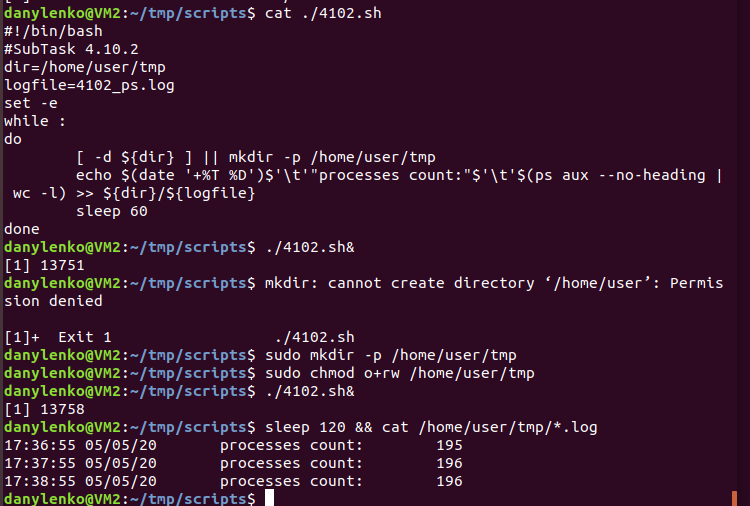 danylenko@VM2:~/tmp/scripts$ cat ./4102.sh
#!/bin/bash
#SubTask 4.10.2
dir=/home/user/tmp
logfile=4102_ps.log
set -e
while :
do
        [ -d ${dir} ] || mkdir -p /home/user/tmp
        echo $(date '+%T %D')$'\t'"processes count:"$'\t'$(ps aux --no-heading |
 wc -l) >> ${dir}/${logfile}
        sleep 60
done
danylenko@VM2:~/tmp/scripts$ ./4102.sh&
[1] 13751
danylenko@VM2:~/tmp/scripts$ mkdir: cannot create directory ‘/home/user’: Permis
sion denied

[1]+  Exit 1                  ./4102.sh
danylenko@VM2:~/tmp/scripts$ sudo mkdir -p /home/user/tmp
danylenko@VM2:~/tmp/scripts$ sudo chmod o+rw /home/user/tmp
danylenko@VM2:~/tmp/scripts$ ./4102.sh&
[1] 13758
danylenko@VM2:~/tmp/scripts$ sleep 120 && cat /home/user/tmp/*.log
17:36:55 05/05/20       processes count:        195
17:37:55 05/05/20       processes count:        196
17:38:55 05/05/20       processes count:        196
danylenko@VM2:~/tmp/scripts$